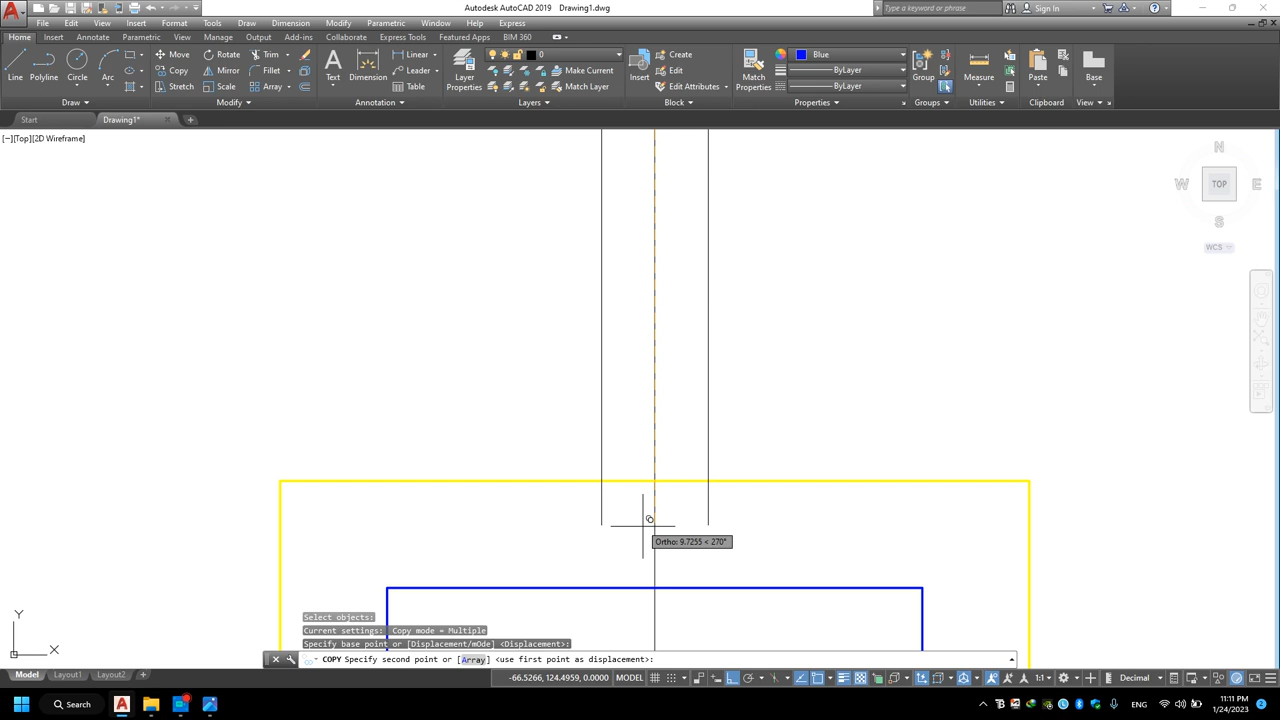 Autodesk AutoCAD 2019 Drawing1.dwg
Type a keyword or phrase
Sign In
File Edit View Insert Format Tools Draw Dimension Modify Parametric Window Help Express
Home Insert Annotate Parametric View Manage Output Add-ins Collaborate Express Tools Featured Apps BIM 360
Line Polyline Circle Arc
Move Rotate Trim
Copy Mirror Fillet
Stretch Scale Array
Text Dimension
Linear
Leader
Table
Layer Properties
0
Make Current
Match Layer
Insert
Create
Edit
Edit Attributes
Match Properties
Blue
ByLayer
ByLayer
Group
Measure
Paste
Base
Draw Modify Annotation Layers Block Properties Groups Utilities Clipboard View
Start Drawing1*
[−][Top][2D Wireframe]
N
W TOP E
S
WCS
Ortho: 9.7255 < 270°
Y
X
Select objects:
Current settings: Copy mode = Multiple
Specify base point or [Displacement/mOde] <Displacement>:
COPY Specify second point or [Array] <use first point as displacement>:
Model Layout1 Layout2
-66.5266, 124.4959, 0.0000 MODEL
1:1
Decimal
Search
ENG
11:11 PM
1/24/2023